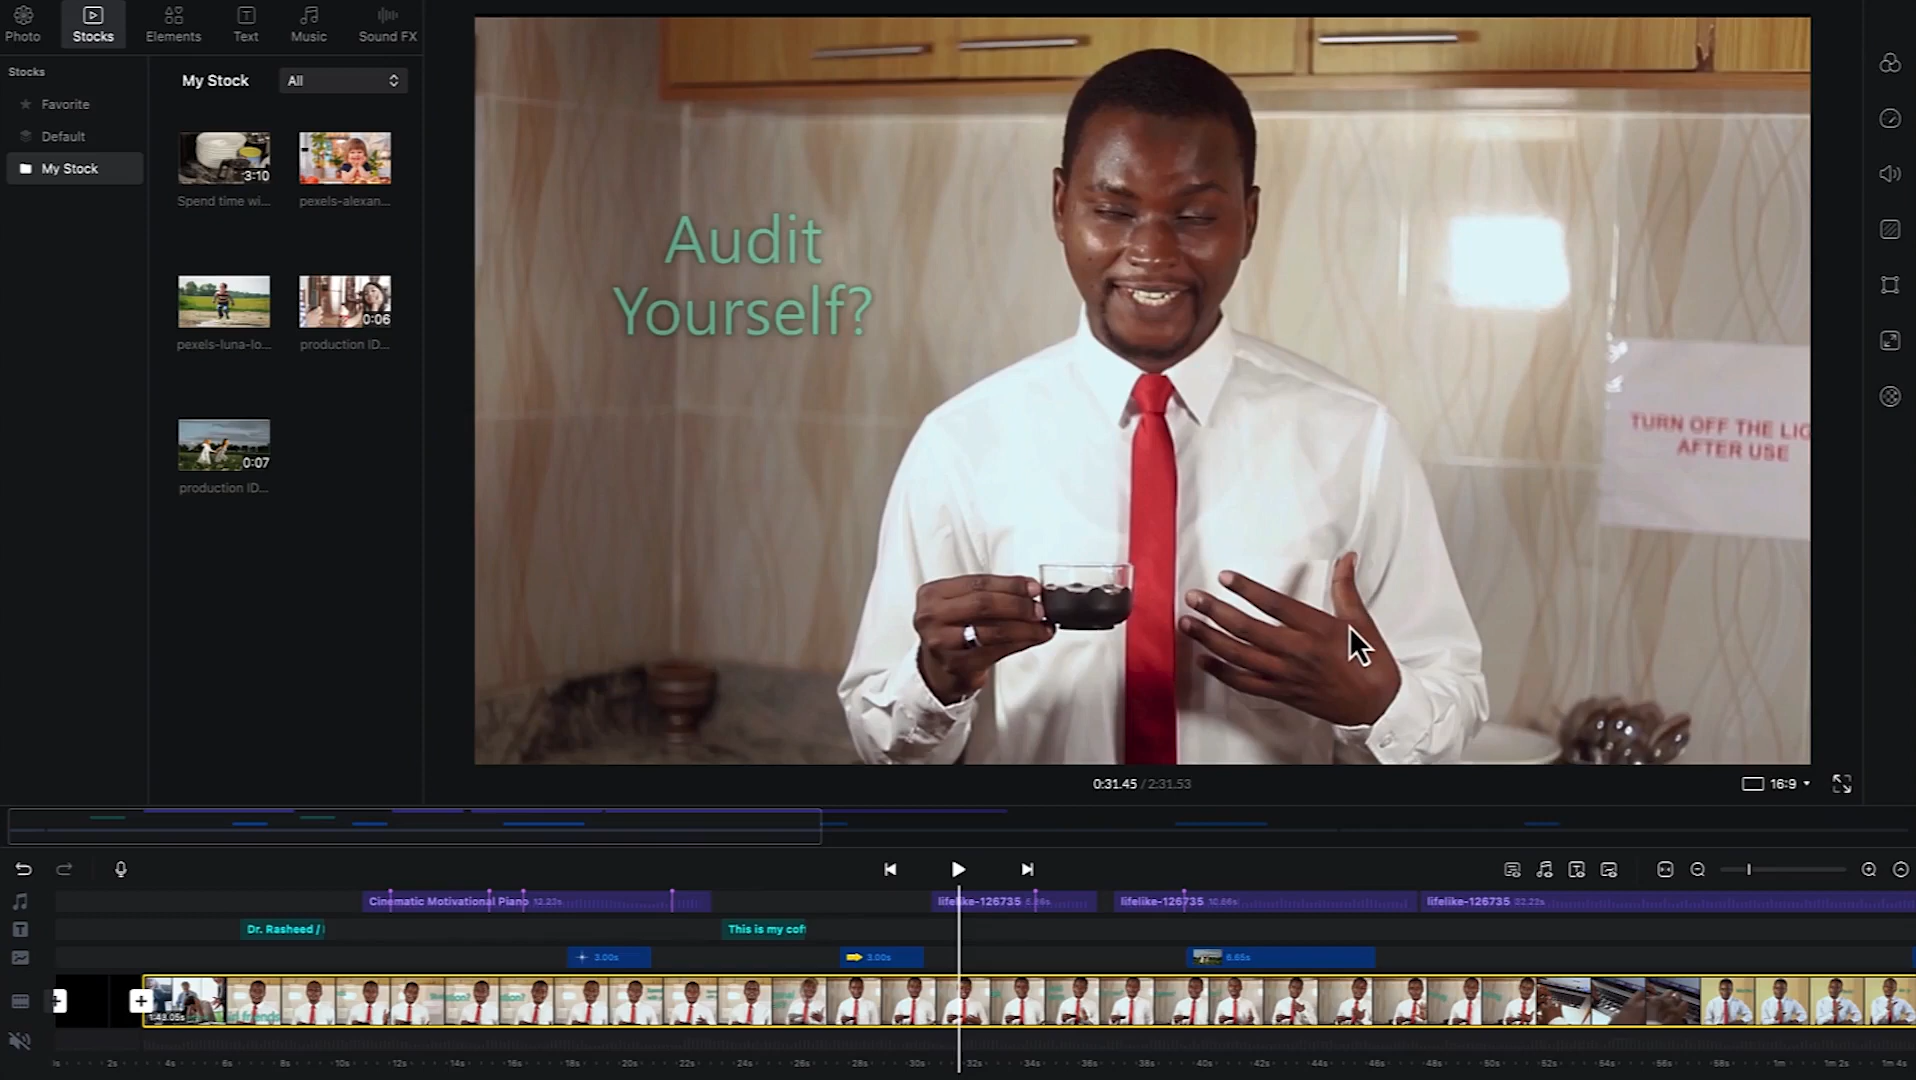 Photo
Stocks
Elements
Text
Music
Sound FX
Stocks
Favorite
Default
My Stock
My Stock
All
3:10
Spend time wi...
pexels-alexan...
pexels-luna-lo...
0:06
production ID...
0:07
production ID...
Audit
Yourself?
TURN OFF THE LIG
AFTER USE
0:31.45 / 2:31.53
16:9
Cinematic Motivational Piano 12.22s
lifelike-126735
lifelike-126735 10.66s
lifelike-126735
Dr. Rasheed /
This is my cof
3.00s
3.00s
6.65s
1:43.05s
friends
2s 4s 6s 8s 10s 12s 14s 16s 18s 20s 22s 24s 26s 28s 30s 32s 34s 36s 38s 40s 42s 44s 46s 48s 50s 52s 54s 56s 58s 1m 1m 2s 1m 4s